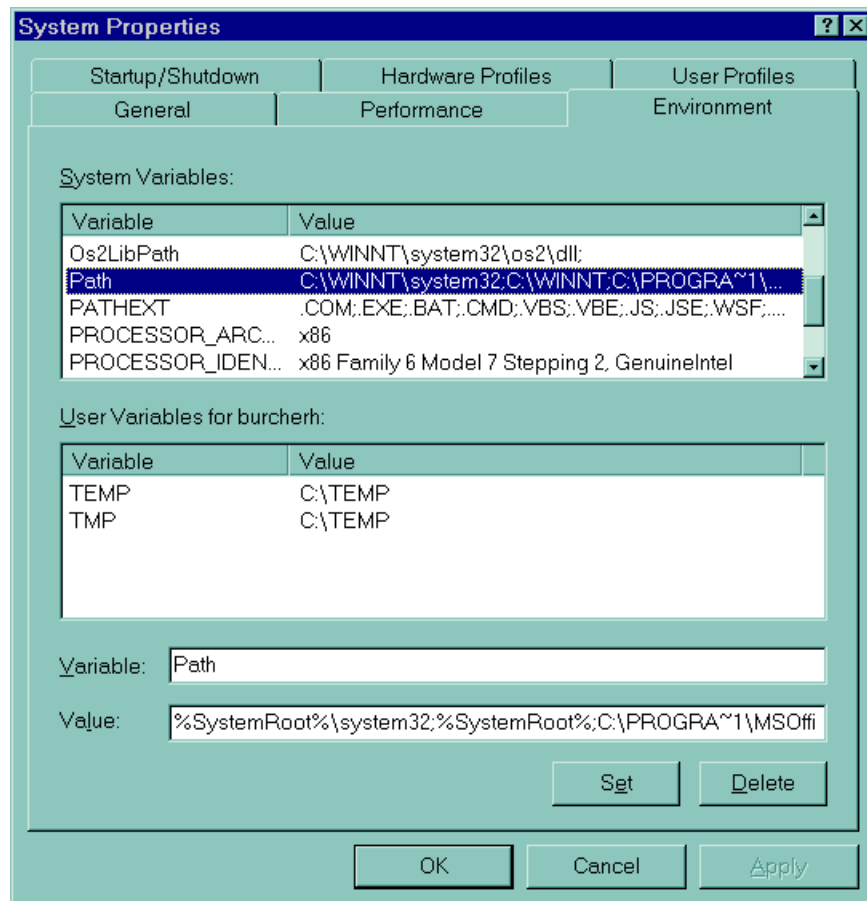 System Properties
Startup/Shutdown Hardware Profiles User Profiles
General Performance Environment
System Variables:
Variable Value
Os2LibPath C:\WINNT\system32\os2\dll;
Path C:\WINNT\system32;C:\WINNT;C:\PROGRA~1\...
PATHEXT .COM;.EXE;.BAT;.CMD;.VBS;.VBE;.JS;.JSE;.WSF;....
PROCESSOR_ARC... x86
PROCESSOR_IDEN... x86 Family 6 Model 7 Stepping 2, GenuineIntel
User Variables for burcherh:
Variable Value
TEMP C:\TEMP
TMP C:\TEMP
Variable: Path
Value: %SystemRoot%\system32;%SystemRoot%;C:\PROGRA~1\MSOffi
Set Delete
OK Cancel Apply